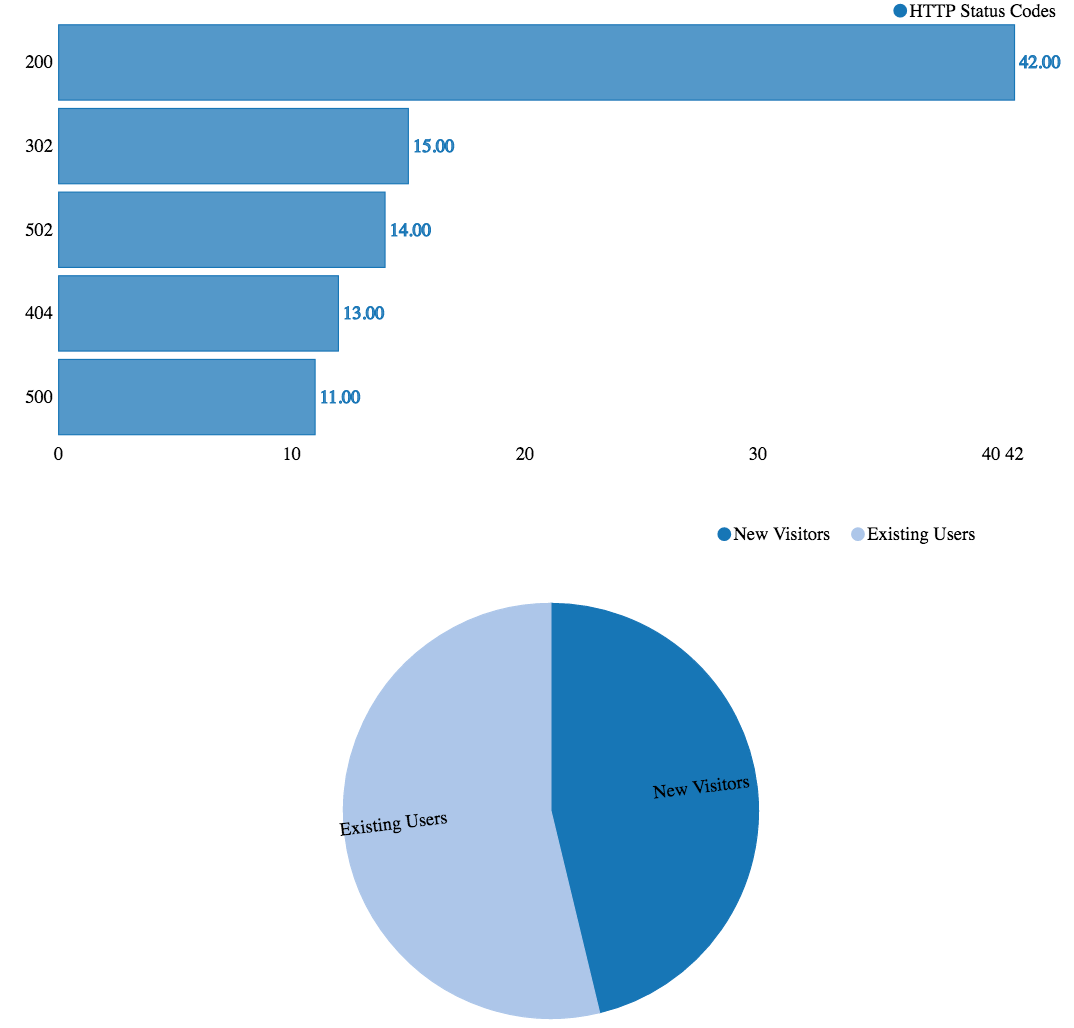 HTTP Status Codes
200 42.00
302 15.00
502 14.00
404 13.00
500 11.00
0 10 20 30 40 42
New Visitors Existing Users
New Visitors
Existing Users